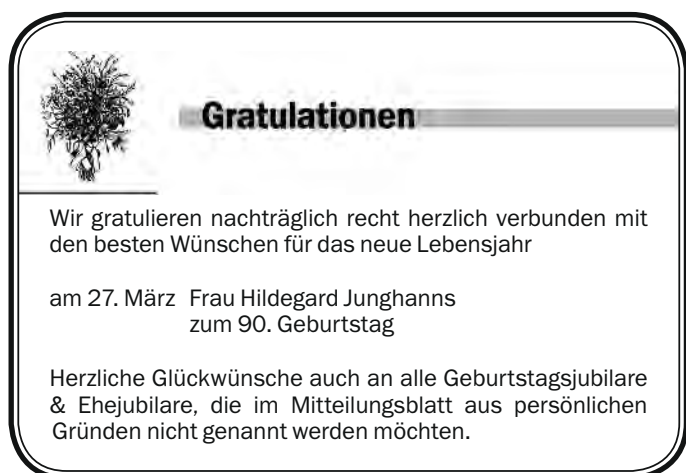 Gratulationen
Wir gratulieren nachträglich recht herzlich verbunden mit
den besten Wünschen für das neue Lebensjahr
am 27. März Frau Hildegard Junghanns
zum 90. Geburtstag
Herzliche Glückwünsche auch an alle Geburtstagsjubilare
& Ehejubilare, die im Mitteilungsblatt aus persönlichen
Gründen nicht genannt werden möchten.